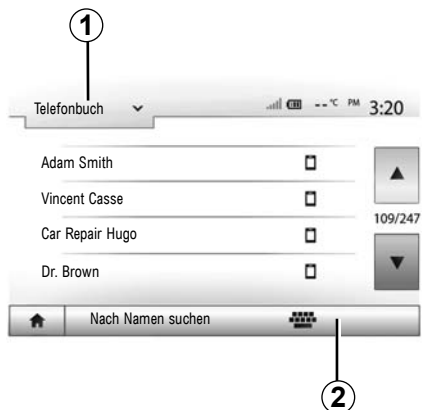 1
Telefonbuch --°C PM 3:20
Adam Smith
Vincent Casse
Car Repair Hugo
109/247
Dr. Brown
Nach Namen suchen
2